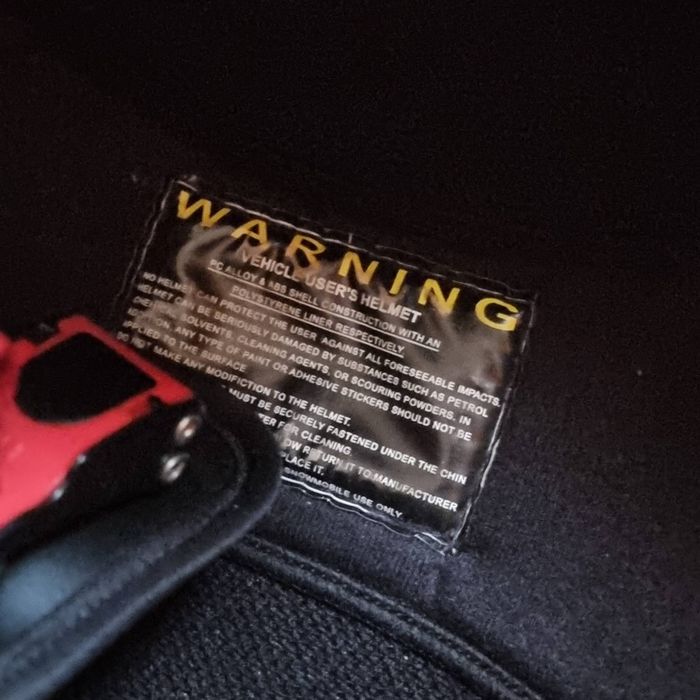 WARNING
VEHICLE USER'S HELMET
PC ALLOY & ABS SHELL CONSTRUCTION WITH AN
POLYSTYRENE LINER RESPECTIVELY
NO HELMET CAN PROTECT THE USER AGAINST ALL FORESEEABLE IMPACTS.
HELMET CAN BE SERIOUSLY DAMAGED BY SUBSTANCES SUCH AS PETROL
SOLVENTS, CLEANING AGENTS, OR SCOURING POWDERS, IN
ANY TYPE OF PAINT OR ADHESIVE STICKERS SHOULD NOT BE
APPLIED TO THE SURFACE
DO NOT MAKE ANY MODIFICTION TO THE HELMET.
MUST BE SECURELY FASTENED UNDER THE CHIN
FOR CLEANING.
RETURN IT TO MANUFACTURER
IT.
SNOWMOBILE USE ONLY